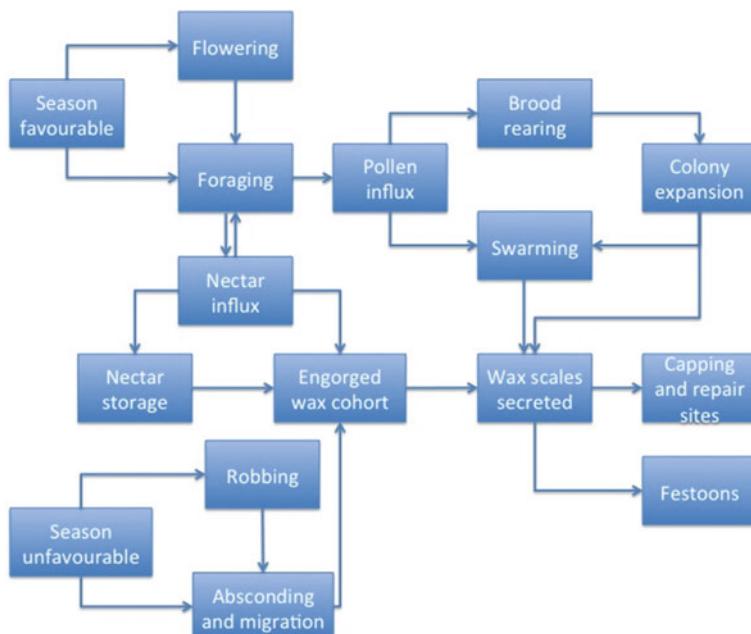 Flowering
Season
favourable
Brood
rearing
Foraging
Pollen
influx
Colony
expansion
Swarming
Nectar
influx
Nectar
storage
Engorged
wax cohort
Wax scales
secreted
Capping
and repair
sites
Robbing
Festoons
Season
unfavourable
Absconding
and migration